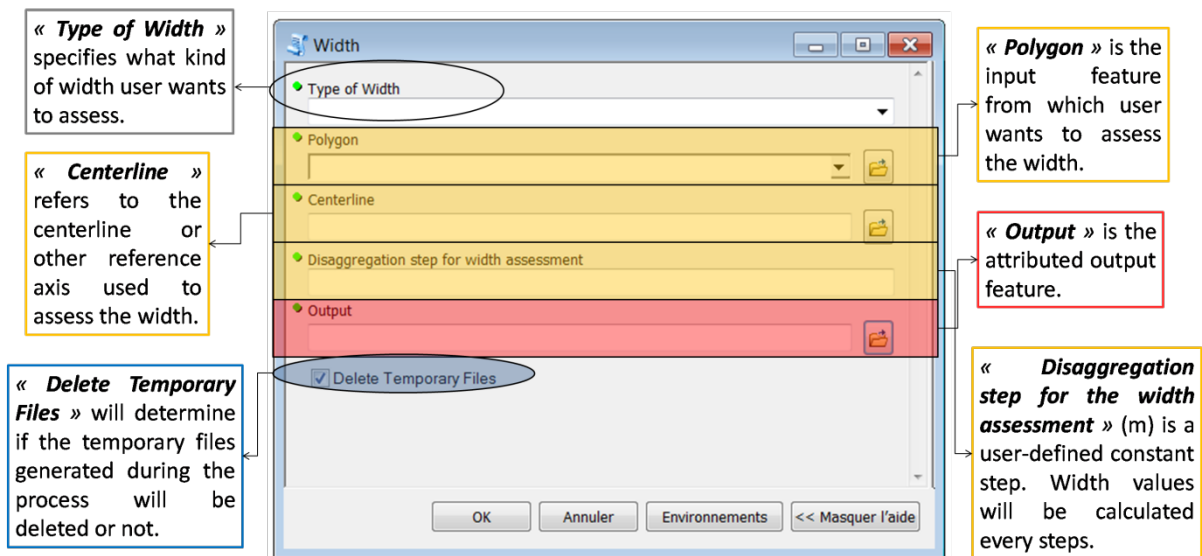 « Type of Width »
specifies what kind
of width user wants
to assess.
« Centerline »
refers to the
centerline or
other reference
axis used to
assess the width.
« Delete Temporary
Files » will determine
if the temporary files
generated during the
process will be
deleted or not.
Width
Type of Width
Polygon
Centerline
Disaggregation step for width assessment
Output
Delete Temporary Files
OK
Annuler
Environnements
<< Masquer l'aide
« Polygon » is the
input feature
from which user
wants to assess
the width.
« Output » is the
attributed output
feature.
« Disaggregation
step for the width
assessment » (m) is a
user-defined constant
step. Width values
will be calculated
every steps.